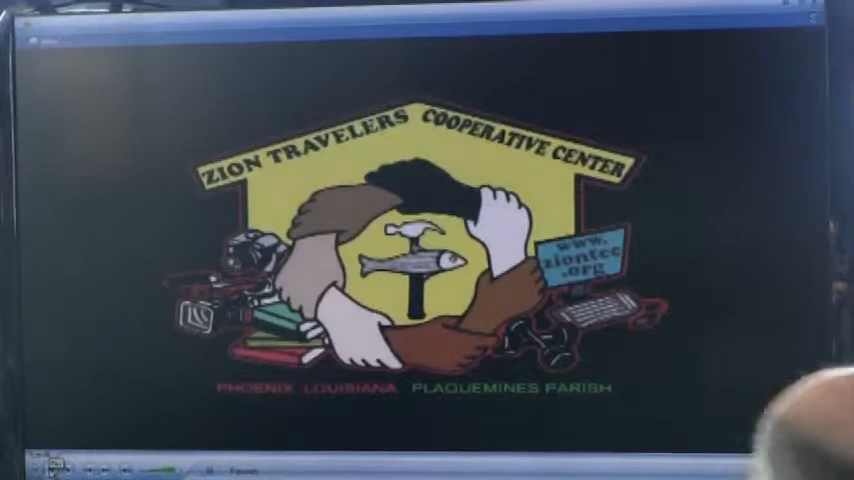 ZION TRAVELERS COOPERATIVE CENTER
www.
ziontcc
.org
PHOENIX LOUISIANA PLAQUEMINES PARISH